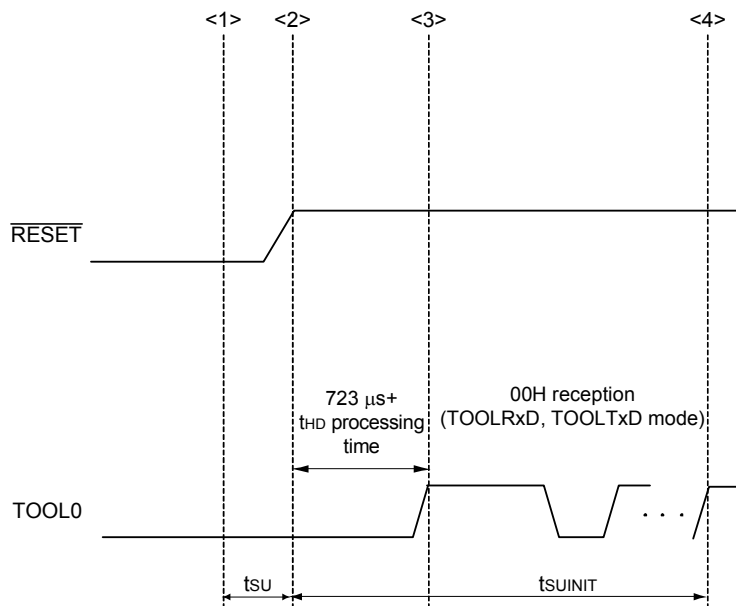 <1> <2> <3> <4>
RESET
723 μs+
tHD processing
time
00H reception
(TOOLRxD, TOOLTxD mode)
TOOL0
. . .
tSU
tSUINIT